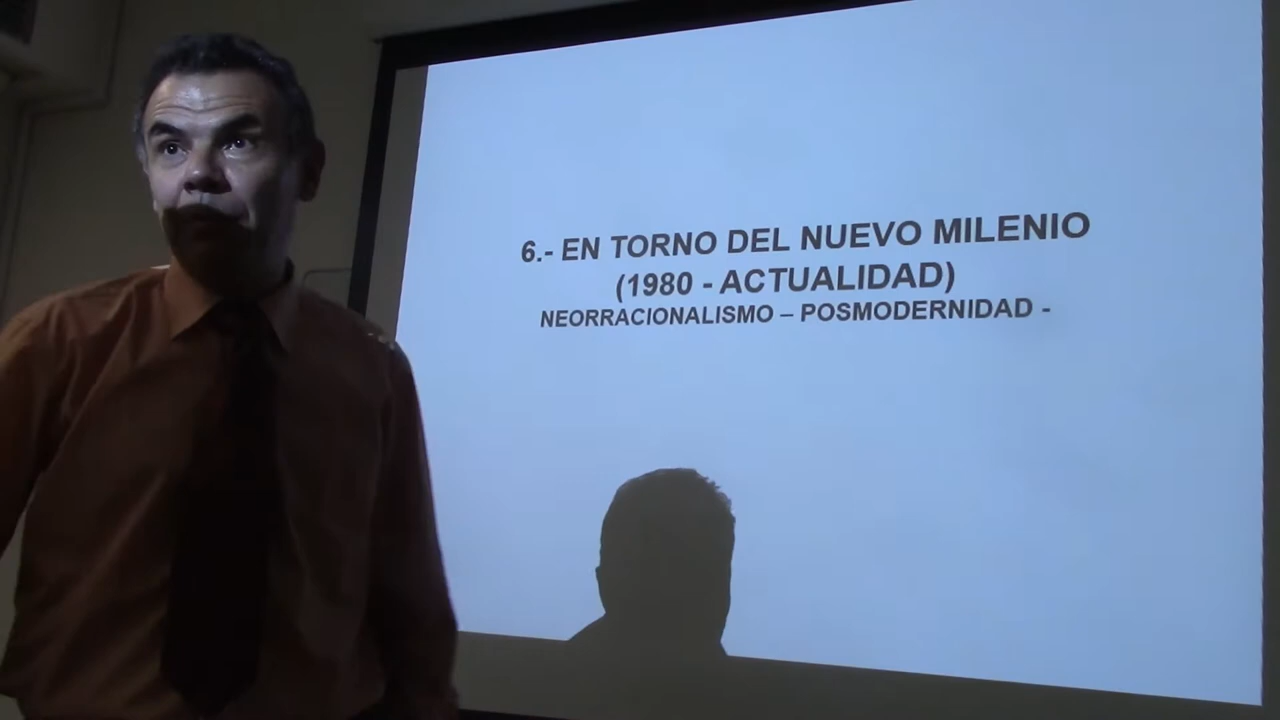 6.- EN TORNO DEL NUEVO MILENIO
(1980 - ACTUALIDAD)
NEORRACIONALISMO – POSMODERNIDAD -